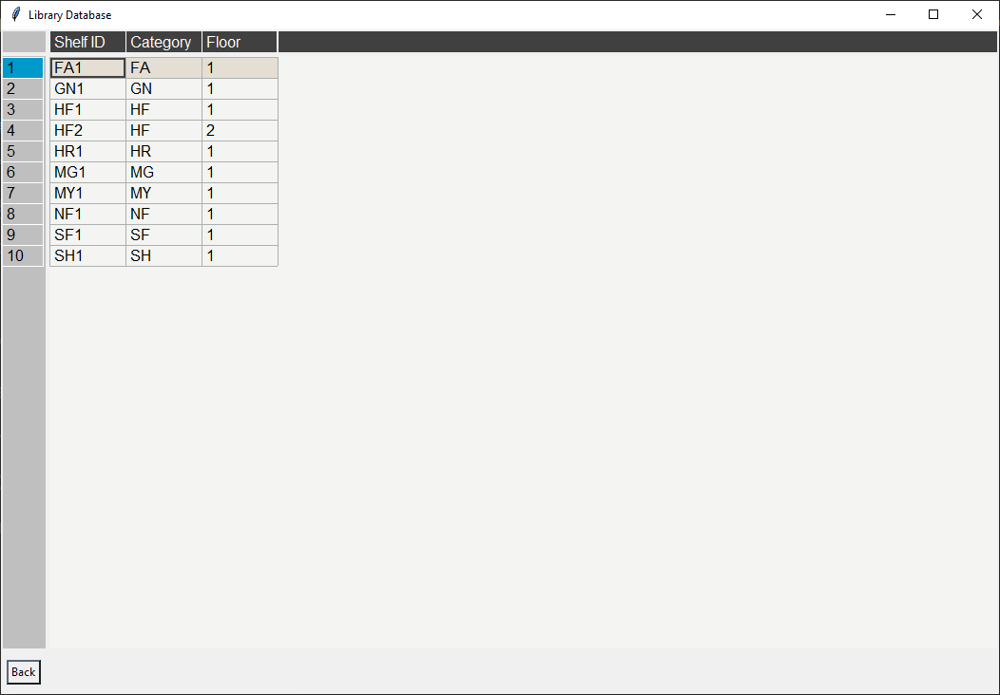 Library Database
Shelf ID Category Floor
1 FA1 FA 1
2 GN1 GN 1
3 HF1 HF 1
4 HF2 HF 2
5 HR1 HR 1
6 MG1 MG 1
7 MY1 MY 1
8 NF1 NF 1
9 SF1 SF 1
10 SH1 SH 1
Back